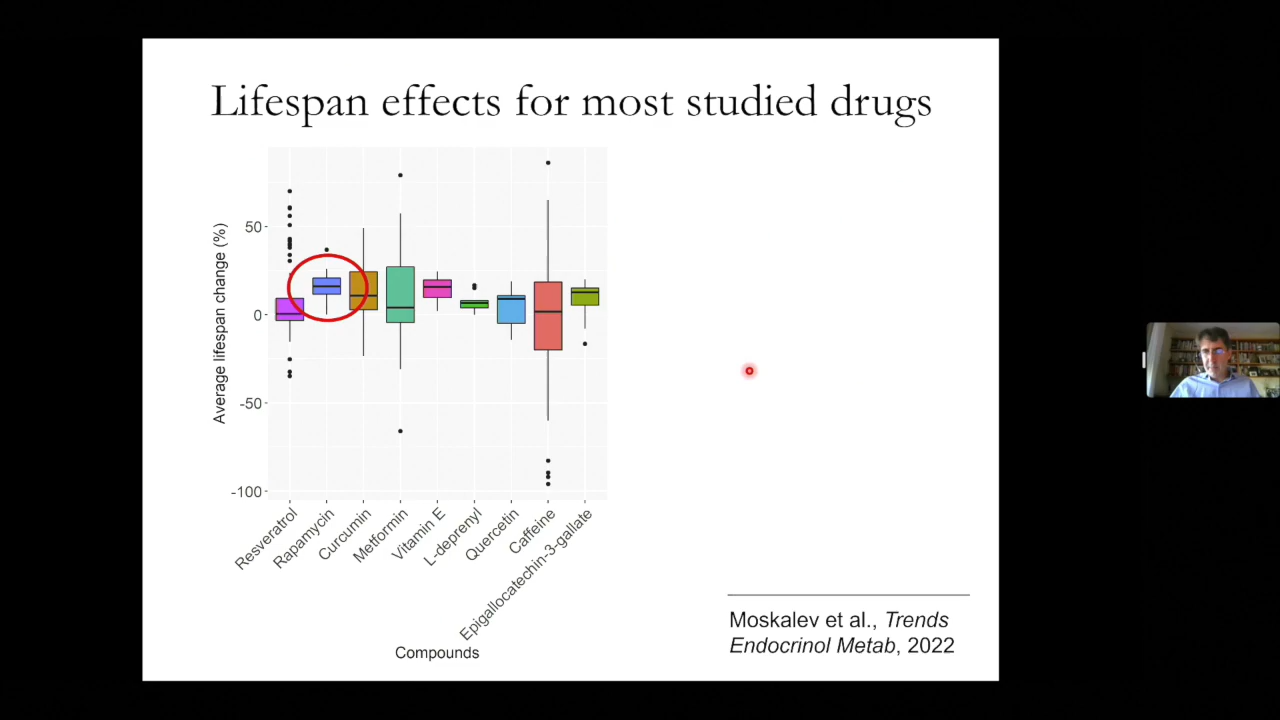 Lifespan effects for most studied drugs
Average lifespan change (%)
50
0
-50
-100
Resveratrol
Rapamycin
Curcumin
Metformin
Vitamin E
L-deprenyl
Quercetin
Caffeine
Epigallocatechin-3-gallate
Compounds
Moskalev et al., Trends
Endocrinol Metab, 2022